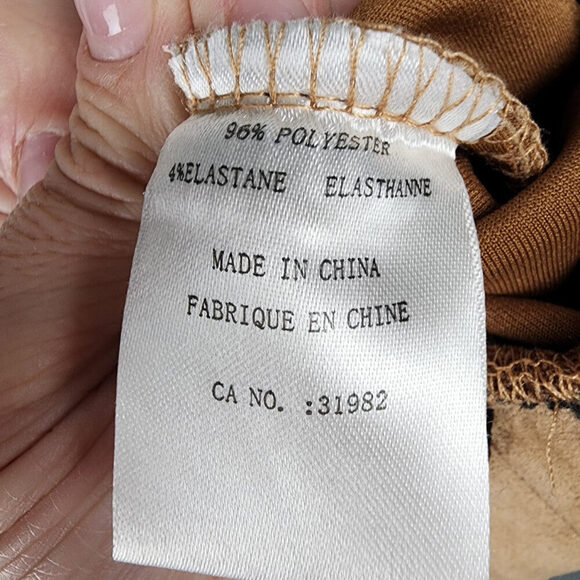 96% POLYESTER
4%ELASTANE ELASTHANNE
MADE IN CHINA
FABRIQUE EN CHINE
CA NO. :31982